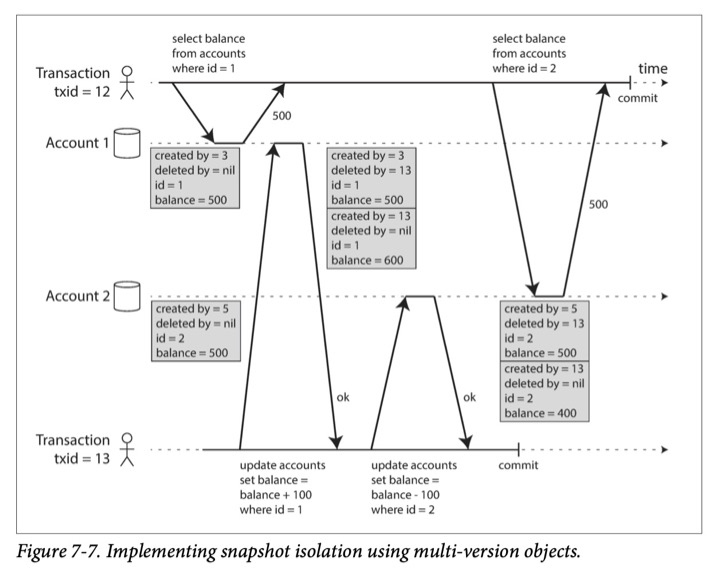 select balance
from accounts
where id = 1
select balance
from accounts
where id = 2
time
Transaction
txid = 12
commit
500
Account 1
created by = 3
deleted by = nil
id = 1
balance = 500
created by = 3
deleted by = 13
id = 1
balance = 500
created by = 13
deleted by = nil
id = 1
balance = 600
500
Account 2
created by = 5
deleted by = nil
id = 2
balance = 500
created by = 5
deleted by = 13
id = 2
balance = 500
created by = 13
deleted by = nil
id = 2
balance = 400
ok
ok
Transaction
txid = 13
update accounts
set balance =
balance + 100
where id = 1
update accounts
set balance =
balance - 100
where id = 2
commit
Figure 7-7. Implementing snapshot isolation using multi-version objects.